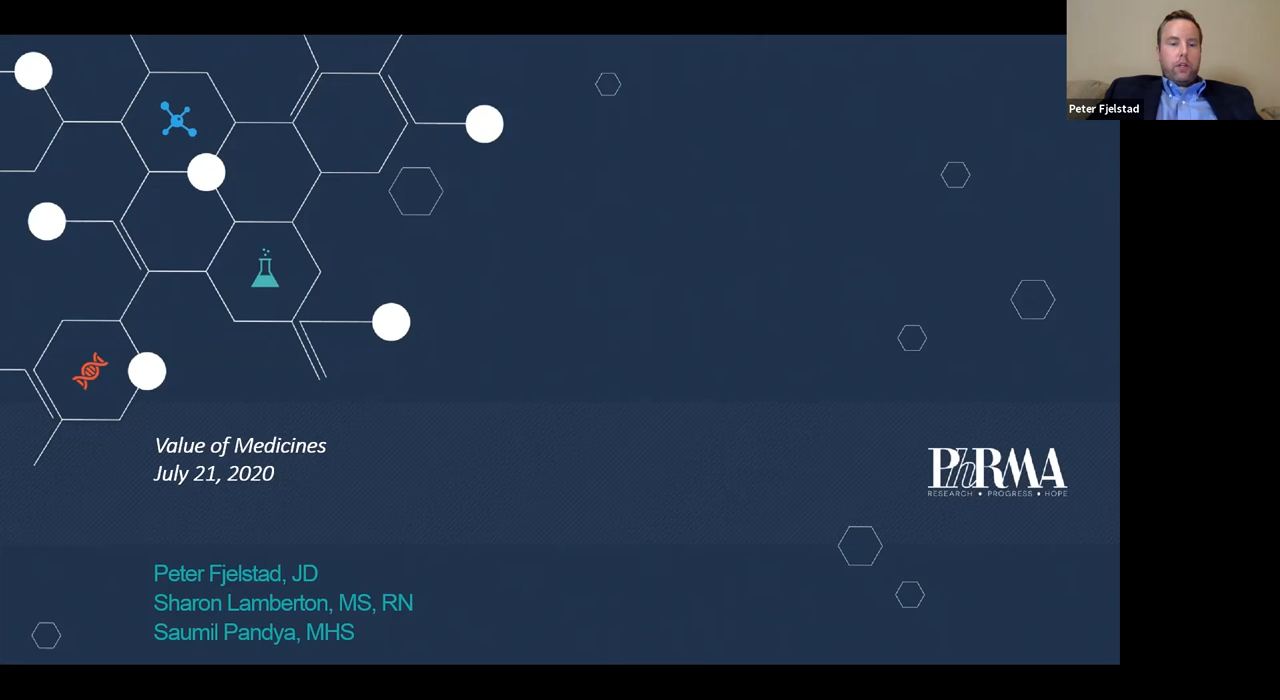 Peter Fjelstad
Value of Medicines
July 21, 2020
PhRMA
RESEARCH • PROGRESS • HOPE
Peter Fjelstad, JD
Sharon Lamberton, MS, RN
Saumil Pandya, MHS